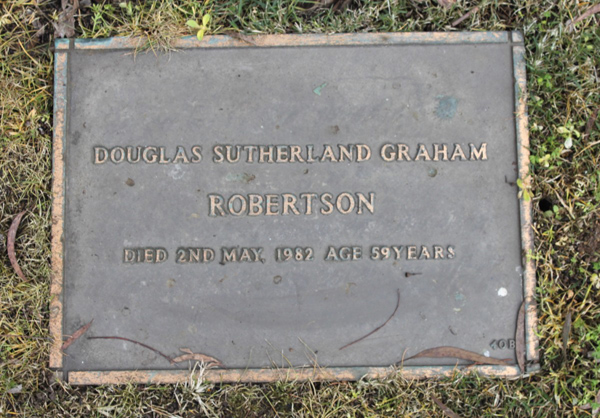 DOUGLAS SUTHERLAND GRAHAM
ROBERTSON
DIED 2ND MAY, 1982 AGE 59 YEARS